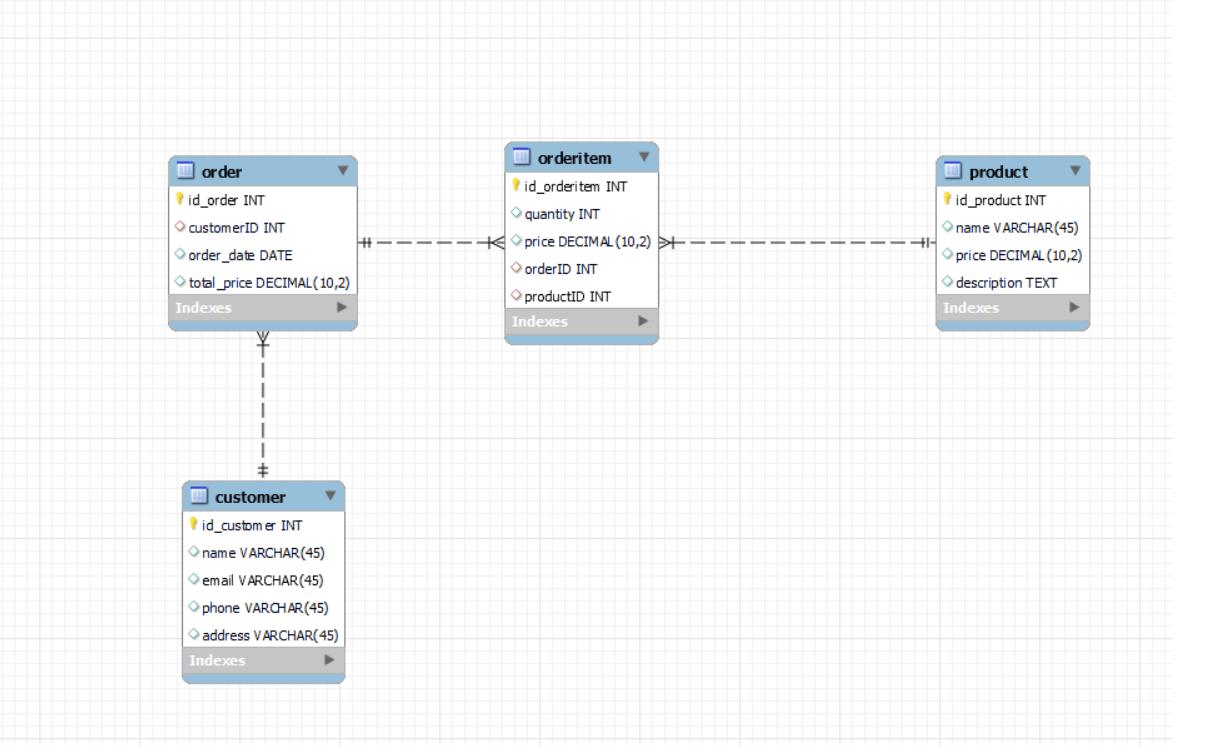 order
id_order INT
customerID INT
order_date DATE
total_price DECIMAL(10,2)
Indexes
orderitem
id_orderitem INT
quantity INT
price DECIMAL(10,2)
orderID INT
productID INT
Indexes
product
id_product INT
name VARCHAR(45)
price DECIMAL(10,2)
description TEXT
Indexes
customer
id_customer INT
name VARCHAR(45)
email VARCHAR(45)
phone VARCHAR(45)
address VARCHAR(45)
Indexes